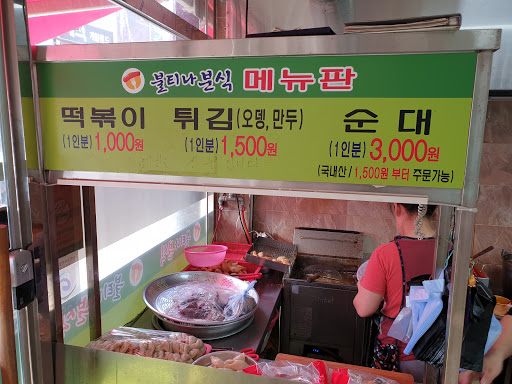 불티나분식 메뉴판
떡볶이 튀김(오뎅,만두) 순대
(1인분)1,000원 (1인분)1,500원 (1인분)3,000원
(국내산/1,500원 부터 주문가능)